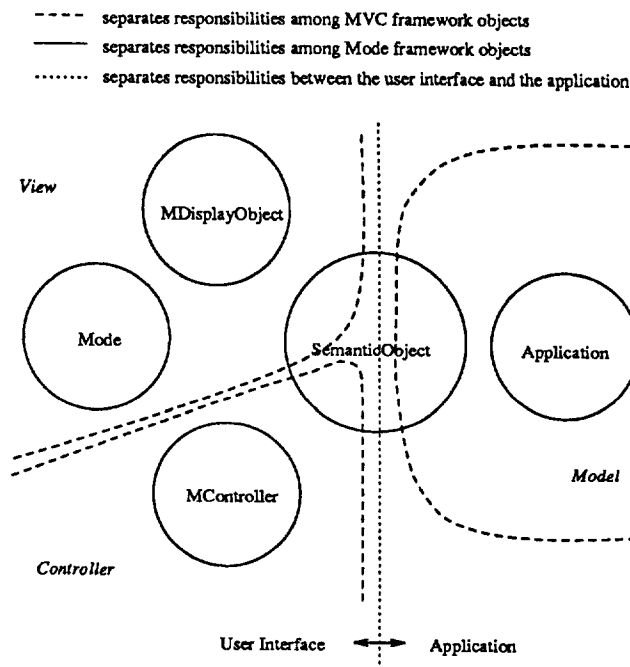 separates responsibilities among MVC framework objects
separates responsibilities among Mode framework objects
separates responsibilities between the user interface and the application
View
MDisplayObject
Mode
SemanticObject
Application
MController
Model
Controller
User Interface
Application